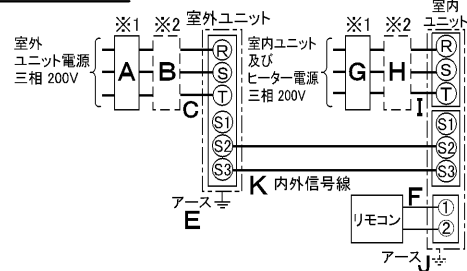 ※1 ※2 室外ユニット
室外
ユニット電源
三相 200V
A
B
C
R
S
T
S1
S2
S3
アース
E
K 内外信号線
※1 ※2
室内
ユニット
室内ユニット
及び
ヒーター電源
三相 200V
G
H
I
R
S
T
S1
S2
S3
F
リモコン
1
2
アース J